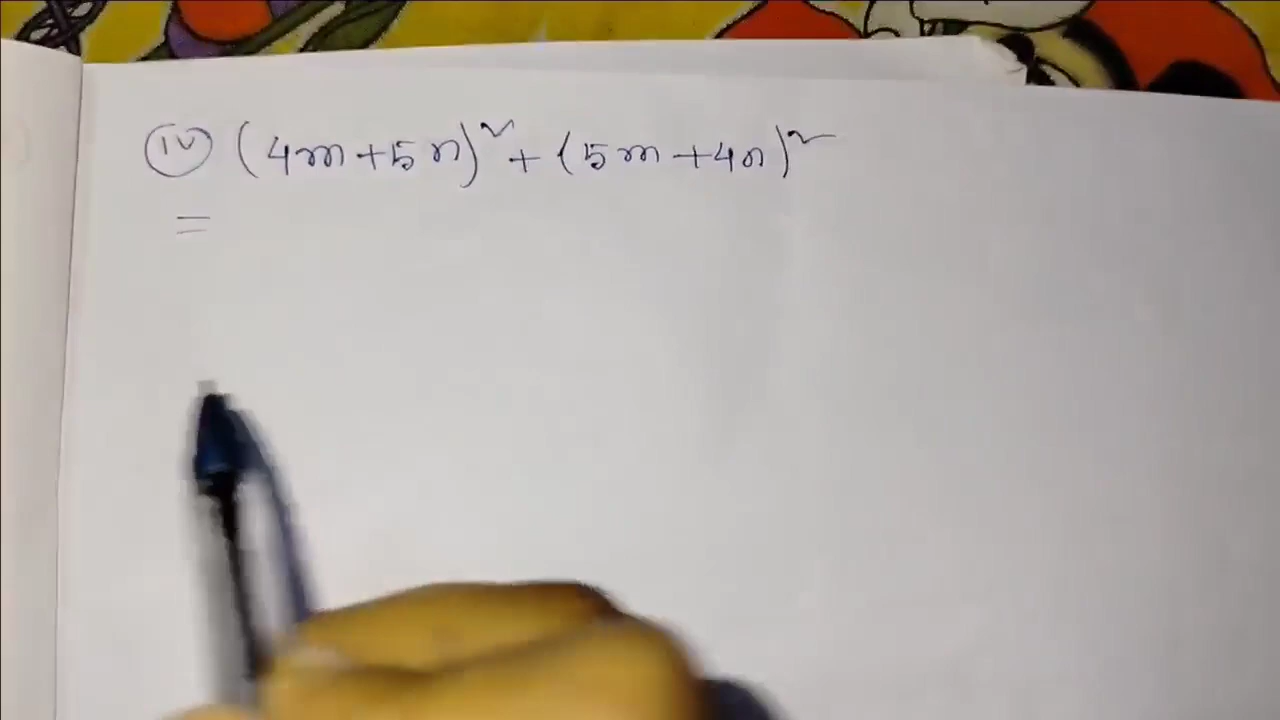 (iv) (4m+5n)² + (5m+4n)²
=